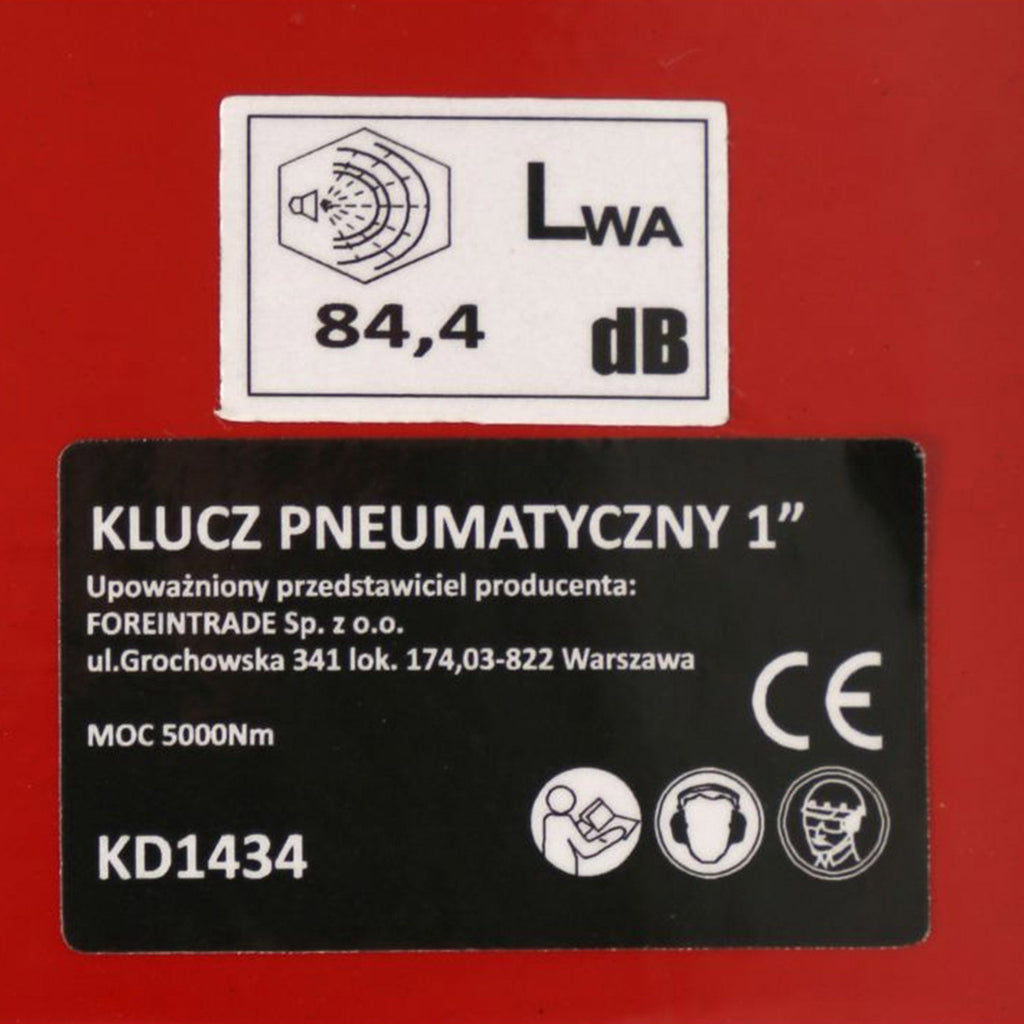 LWA
84,4 dB
KLUCZ PNEUMATYCZNY 1”
Upoważniony przedstawiciel producenta:
FOREINTRADE Sp. z o.o.
ul.Grochowska 341 lok. 174,03-822 Warszawa
CE
MOC 5000Nm
KD1434